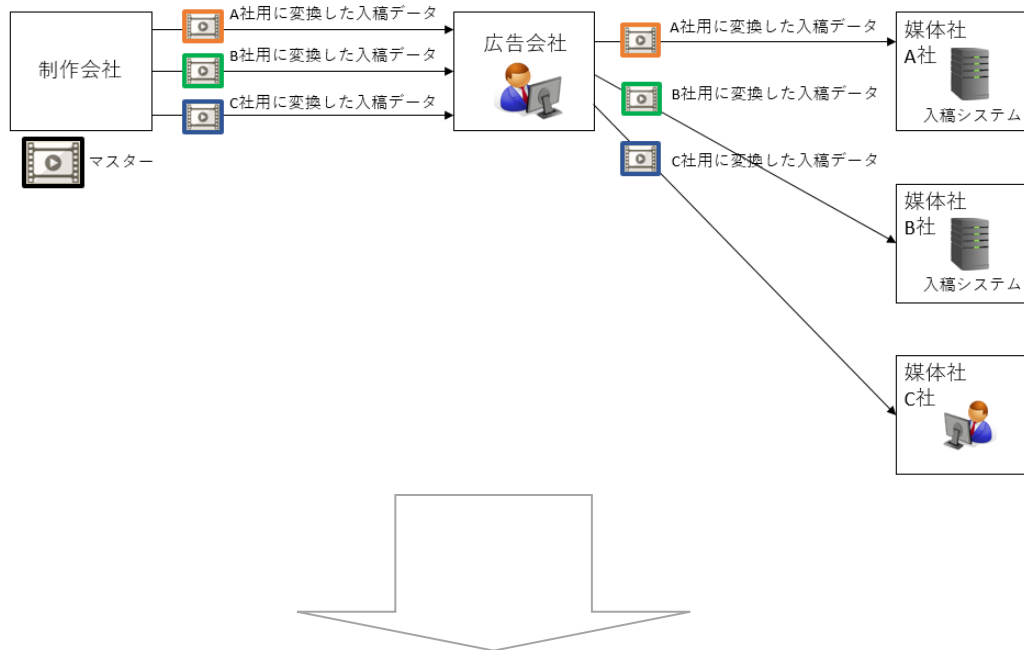 制作会社
マスター
A社用に変換した入稿データ
B社用に変換した入稿データ
C社用に変換した入稿データ
広告会社
A社用に変換した入稿データ
B社用に変換した入稿データ
C社用に変換した入稿データ
媒体社
A社
入稿システム
媒体社
B社
入稿システム
媒体社
C社